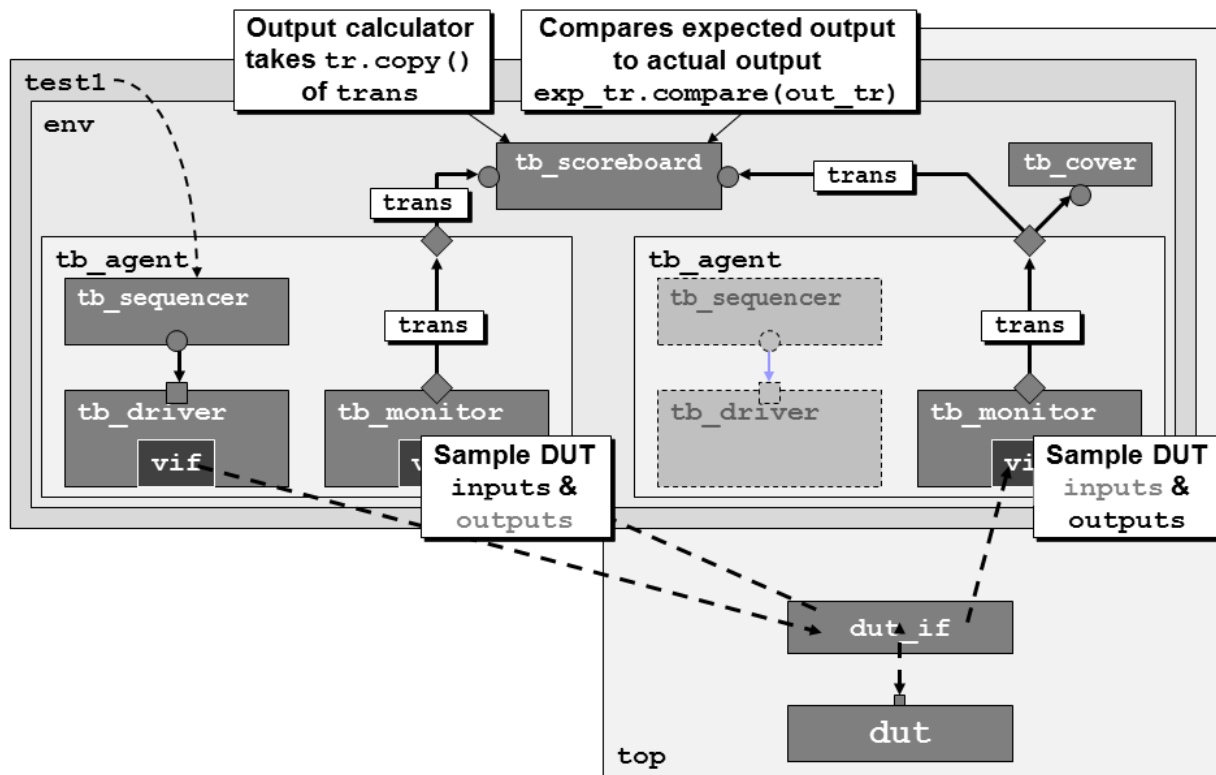 Output calculator
takes tr.copy()
of trans
Compares expected output
to actual output
exp_tr.compare(out_tr)
test1
env
tb_scoreboard
tb_cover
trans
trans
tb_agent
tb_sequencer
trans
tb_driver
vif
tb_monitor
v
Sample DUT
inputs &
outputs
tb_agent
tb_sequencer
trans
tb_driver
tb_monitor
vi
Sample DUT
inputs &
outputs
dut_if
dut
top